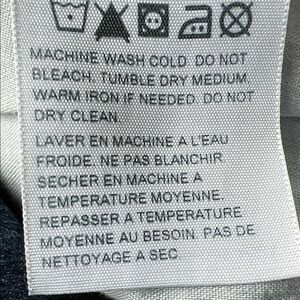 MACHINE WASH COLD. DO NOT
BLEACH. TUMBLE DRY MEDIUM.
WARM IRON IF NEEDED. DO NOT
DRY CLEAN.
LAVER EN MACHINE A L'EAU
FROIDE. NE PAS BLANCHIR.
SECHER EN MACHINE A
TEMPERATURE MOYENNE.
REPASSER A TEMPERATURE
MOYENNE AU BESOIN. PAS DE
NETTOYAGE A SEC